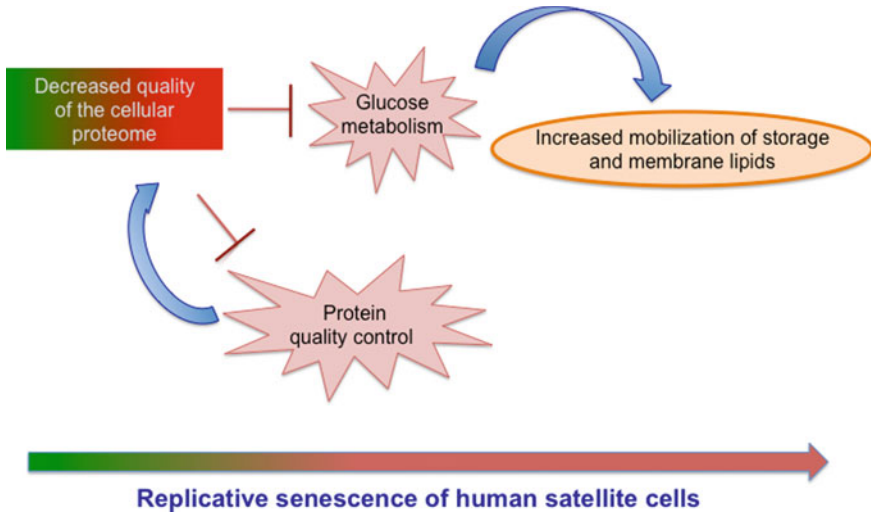 Decreased quality
of the cellular
proteome
Glucose
metabolism
Increased mobilization of storage
and membrane lipids
Protein
quality control
Replicative senescence of human satellite cells